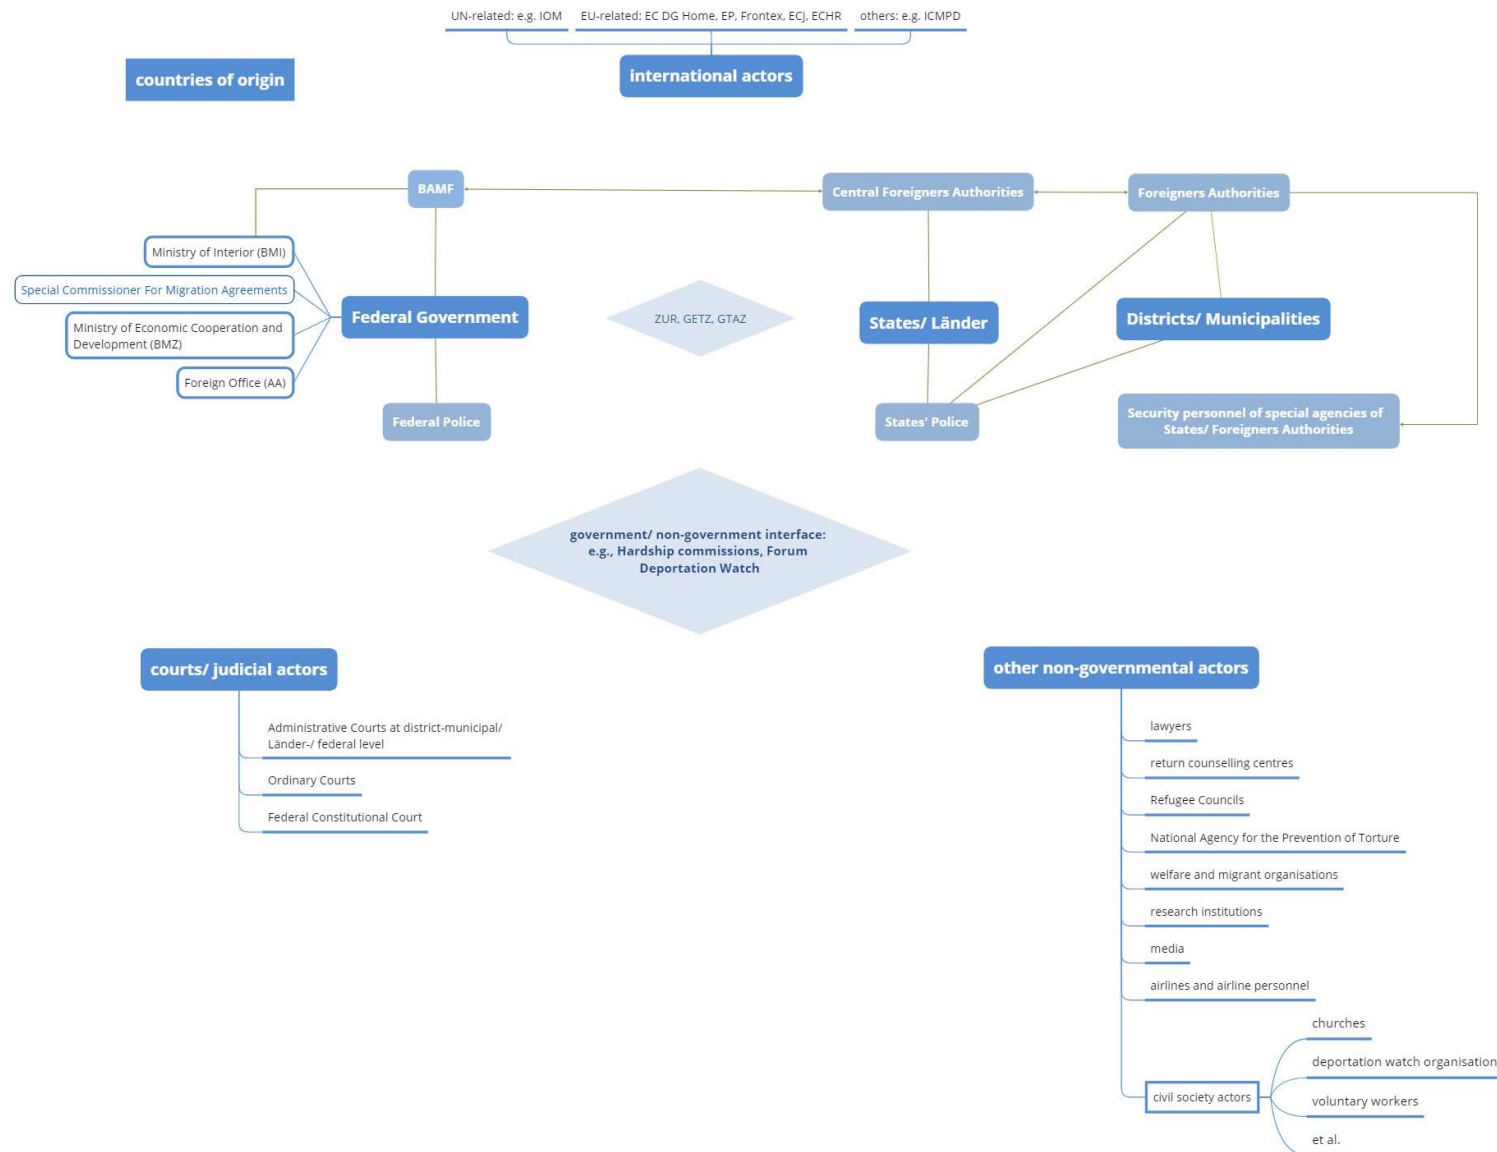 UN-related: e.g. IOM
EU-related: EC DG Home, EP, Frontex, ECJ, ECHR
others: e.g. ICMPD
countries of origin
international actors
BAMF
Central Foreigners Authorities
Foreigners Authorities
Ministry of Interior (BMI)
Special Commissioner For Migration Agreements
Ministry of Economic Cooperation and
Development (BMZ)
Foreign Office (AA)
Federal Government
ZUR, GETZ, GTAZ
States/ Länder
Districts/ Municipalities
Federal Police
States' Police
Security personnel of special agencies of
States/ Foreigners Authorities
government/ non-government interface:
e.g., Hardship commissions, Forum
Deportation Watch
courts/ judicial actors
Administrative Courts at district-municipal/
Länder-/ federal level
Ordinary Courts
Federal Constitutional Court
other non-governmental actors
lawyers
return counselling centres
Refugee Councils
National Agency for the Prevention of Torture
welfare and migrant organisations
research institutions
media
airlines and airline personnel
civil society actors
churches
deportation watch organisation
voluntary workers
et al.